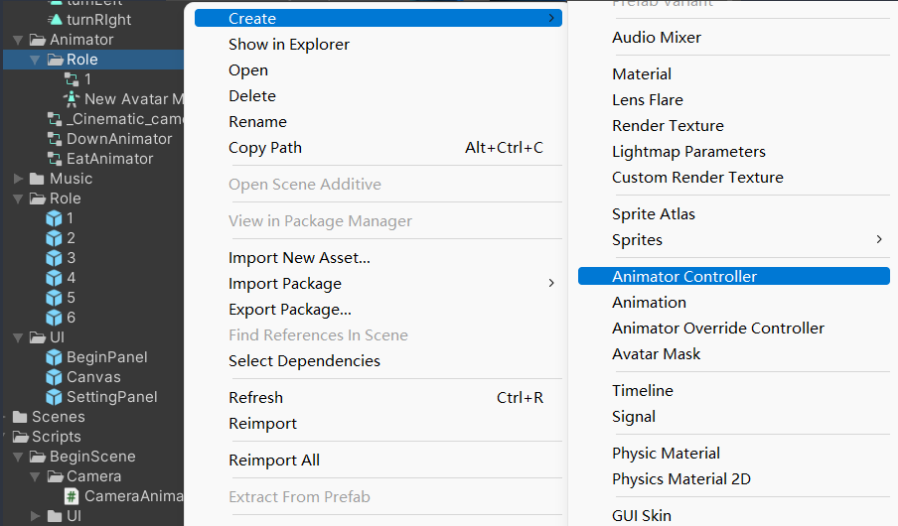 turnLeft
turnRIght
Animator
Role
1
New Avatar M
_Cinematic_cam
DownAnimator
EatAnimator
Music
Role
1
2
3
4
5
6
UI
BeginPanel
Canvas
SettingPanel
Scenes
Scripts
BeginScene
Camera
CameraAnima
UI
Create
Show in Explorer
Open
Delete
Rename
Copy Path Alt+Ctrl+C
Open Scene Additive
View in Package Manager
Import New Asset...
Import Package
Export Package...
Find References In Scene
Select Dependencies
Refresh Ctrl+R
Reimport
Reimport All
Extract From Prefab
Prefab Variant
Audio Mixer
Material
Lens Flare
Render Texture
Lightmap Parameters
Custom Render Texture
Sprite Atlas
Sprites
Animator Controller
Animation
Animator Override Controller
Avatar Mask
Timeline
Signal
Physic Material
Physics Material 2D
GUI Skin